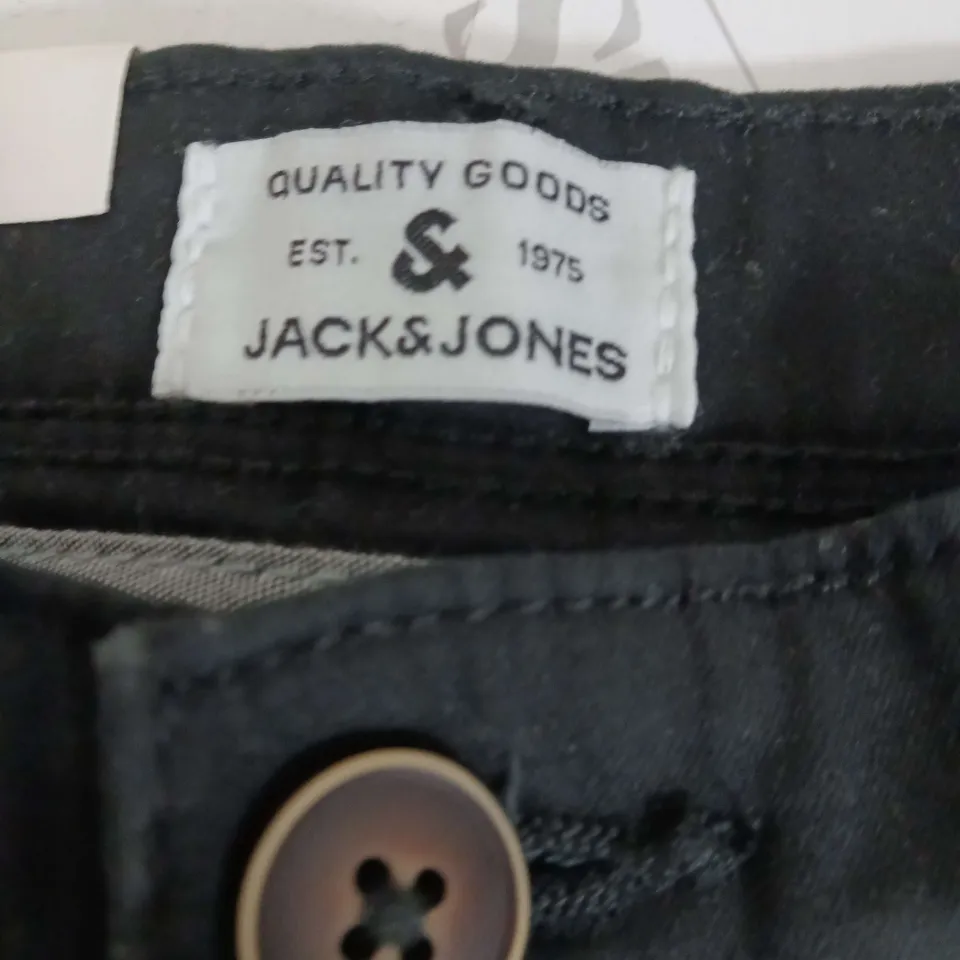 QUALITY GOODS
EST. & 1975
JACK&JONES